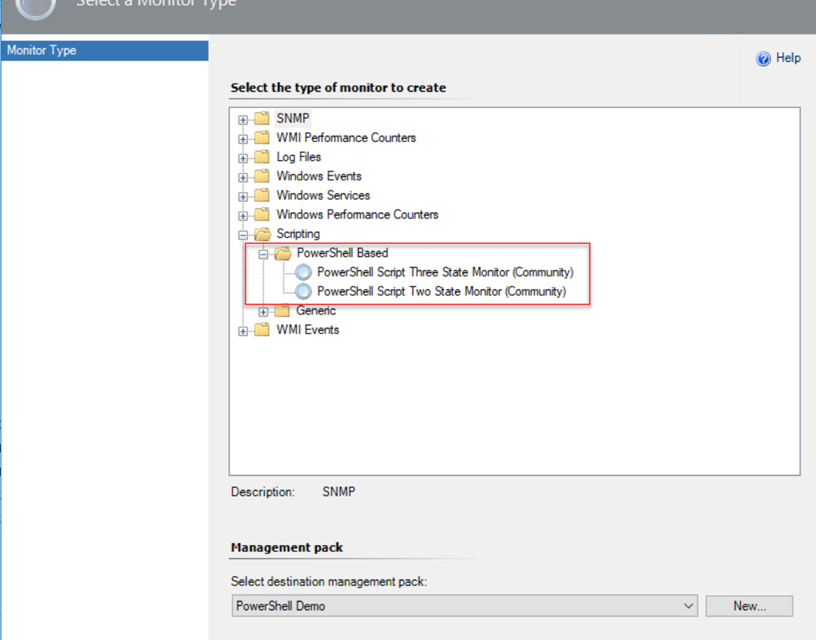 Select a Monitor Type
Monitor Type
Help
Select the type of monitor to create
SNMP
WMI Performance Counters
Log Files
Windows Events
Windows Services
Windows Performance Counters
Scripting
PowerShell Based
PowerShell Script Three State Monitor (Community)
PowerShell Script Two State Monitor (Community)
Generic
WMI Events
Description: SNMP
Management pack
Select destination management pack:
PowerShell Demo
New...